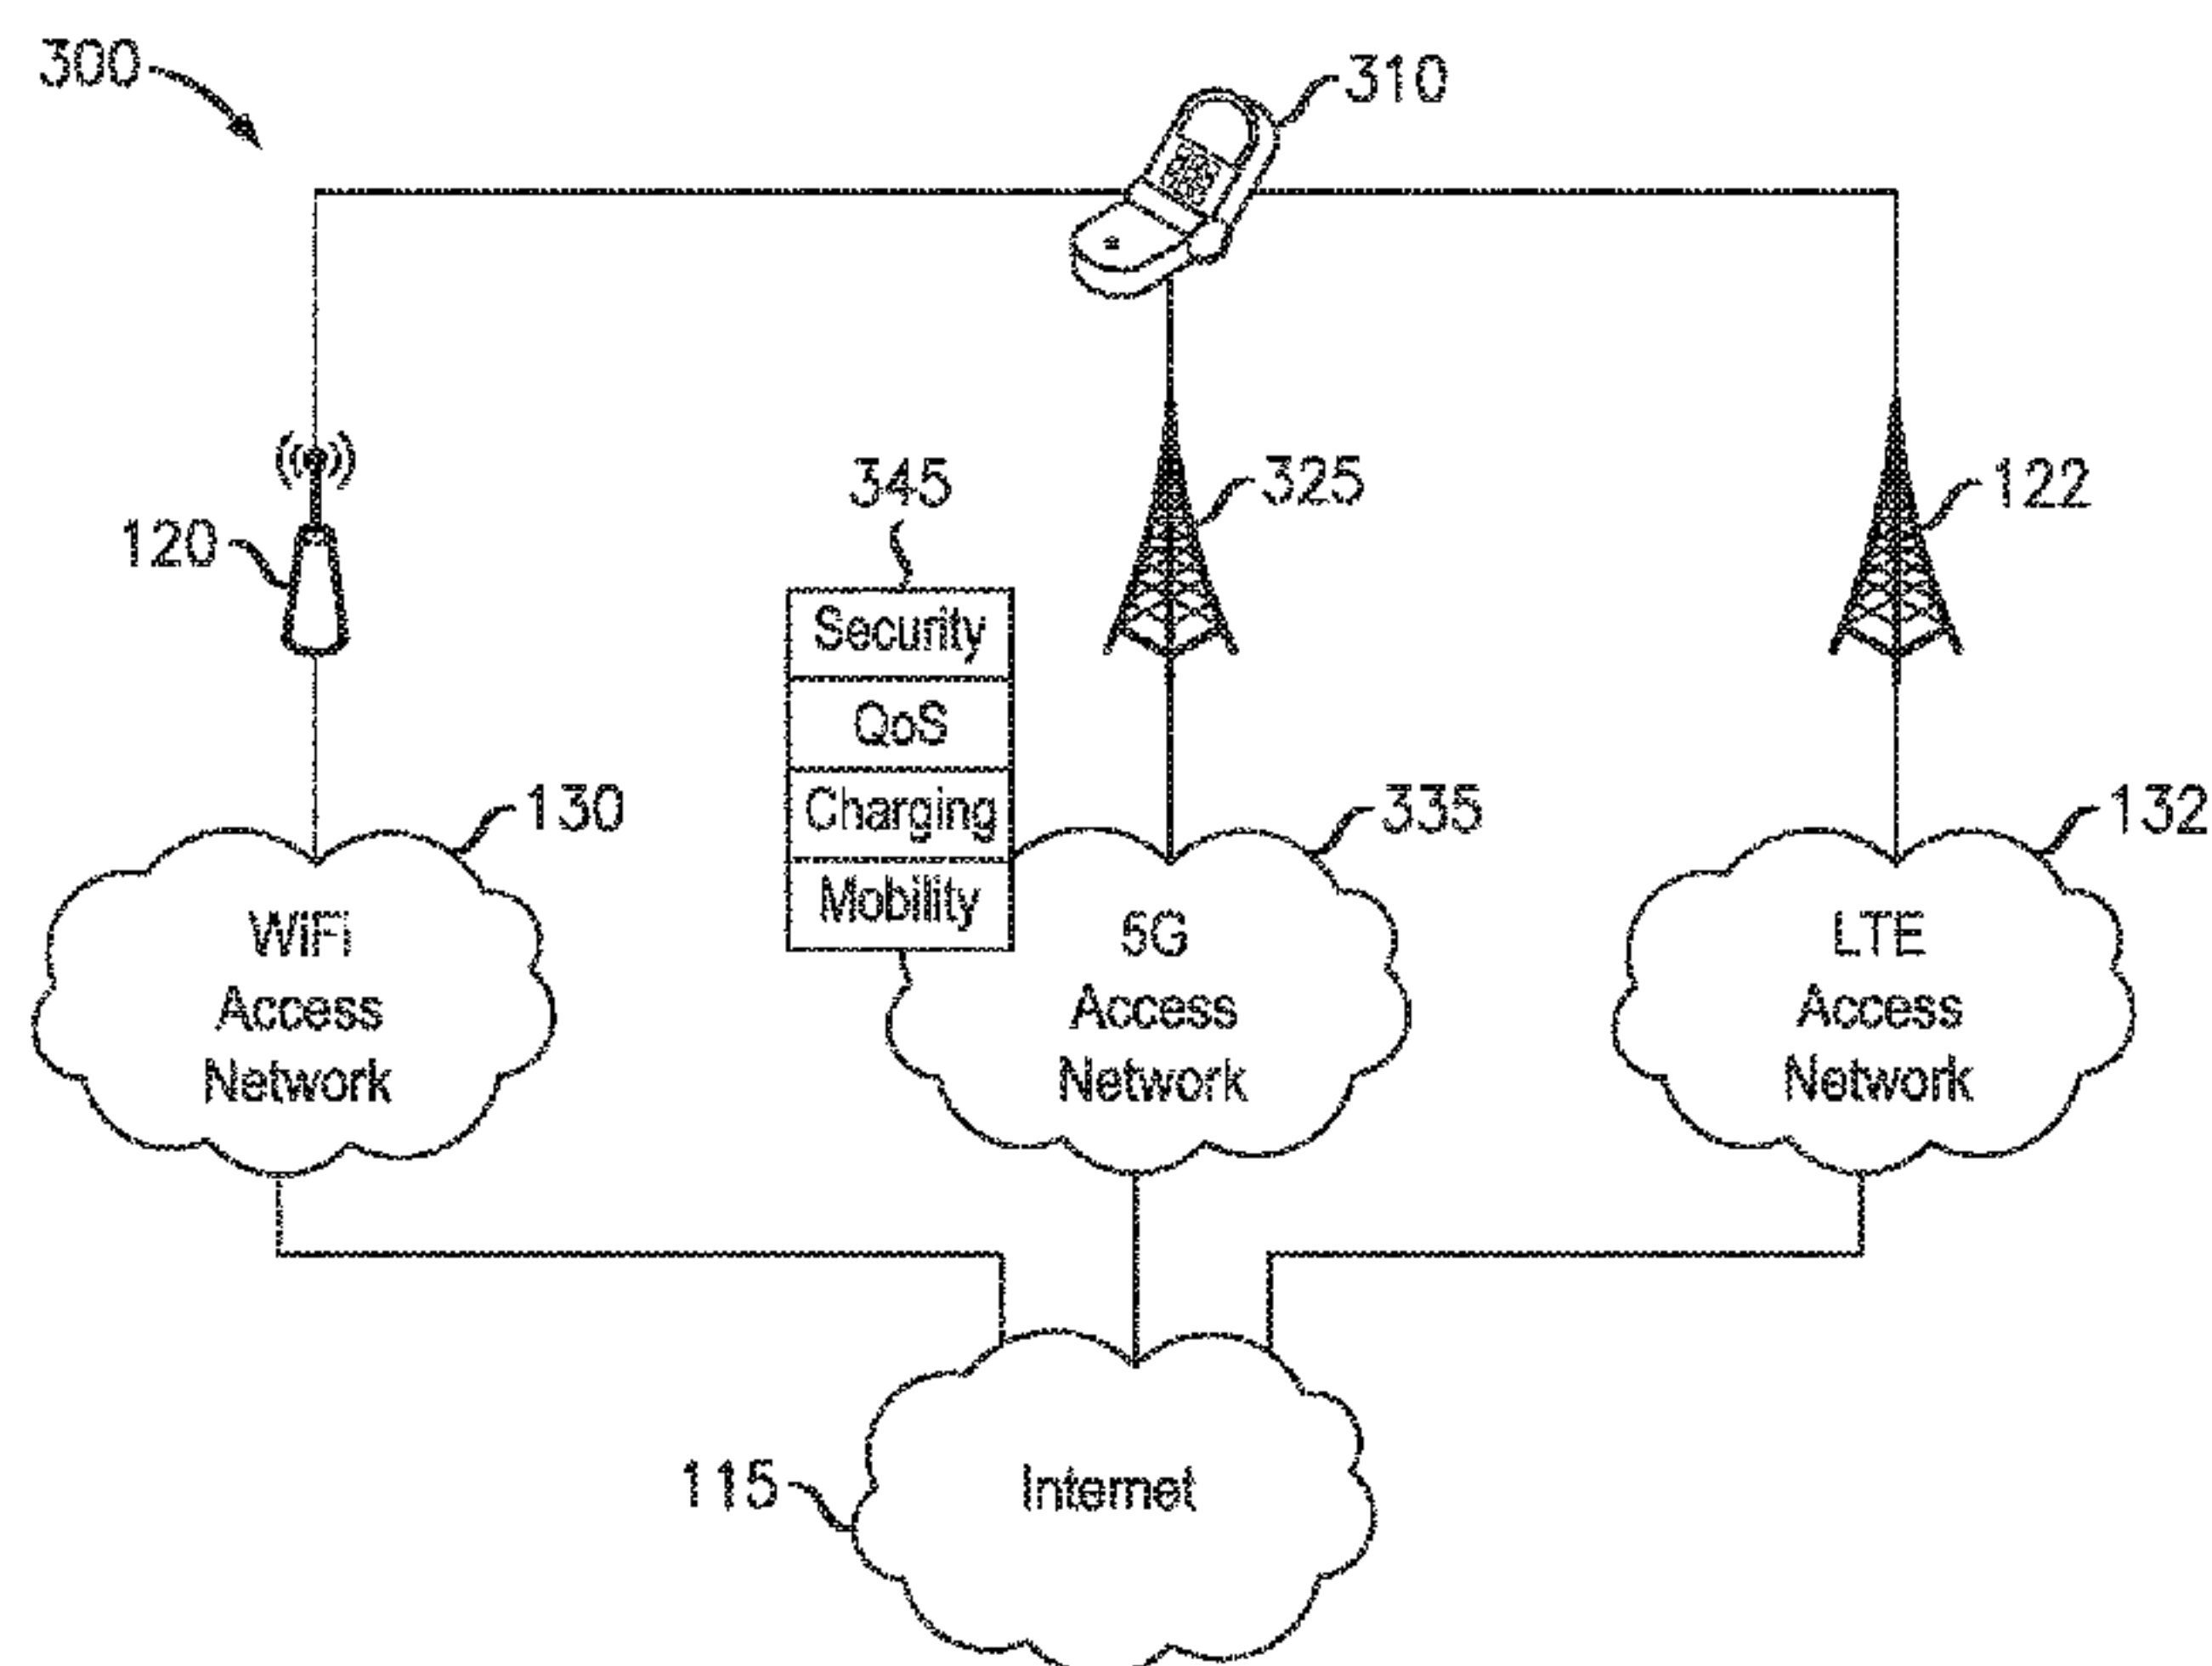 300
310
345
325
122
120
Security
QoS
Charging
Mobility
130
335
132
WiFi
Access
Network
5G
Access
Network
LTE
Access
Network
115
Internet